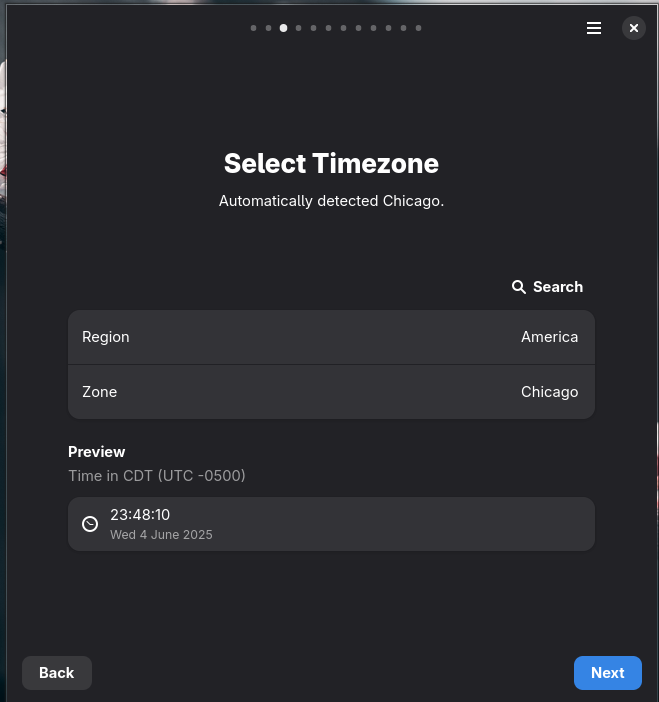 Select Timezone
Automatically detected Chicago.
Search
Region America
Zone Chicago
Preview
Time in CDT (UTC -0500)
23:48:10
Wed 4 June 2025
Back Next